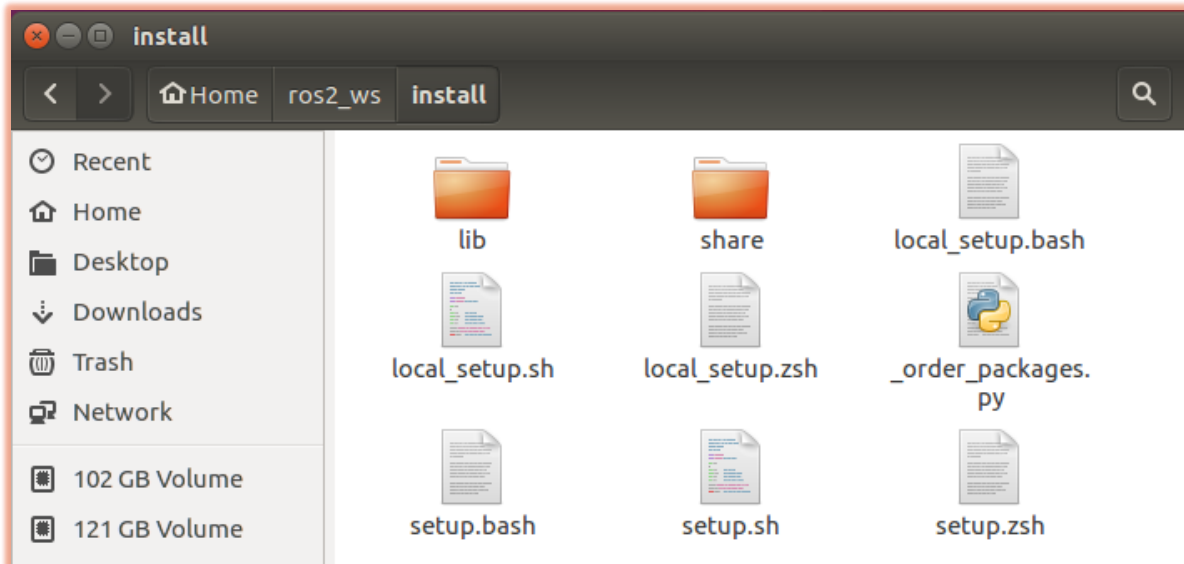 install
Home ros2_ws install
Recent
Home
Desktop
Downloads
Trash
Network
102 GB Volume
121 GB Volume
lib share local_setup.bash
local_setup.sh local_setup.zsh _order_packages.
py
setup.bash setup.sh setup.zsh